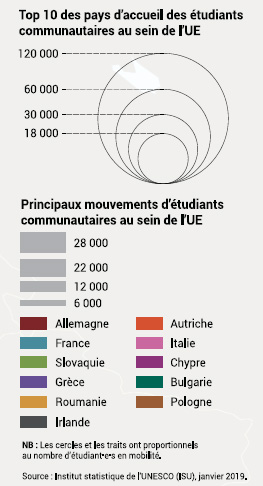 Top 10 des pays d'accueil des étudiants
communautaires au sein de l'UE
120 000
60 000
30 000
18 000
Principaux mouvements d'étudiants
communautaires au sein de l'UE
28 000
22 000
12 000
6 000
Allemagne
Autriche
France
Italie
Slovaquie
Chypre
Grèce
Bulgarie
Roumanie
Pologne
Irlande
NB : Les cercles et les traits ont proportionnels
au nombre d'étudiant•e•s en mobilité.
Source : Institut statistique de l'UNESCO (ISU), janvier 2019.